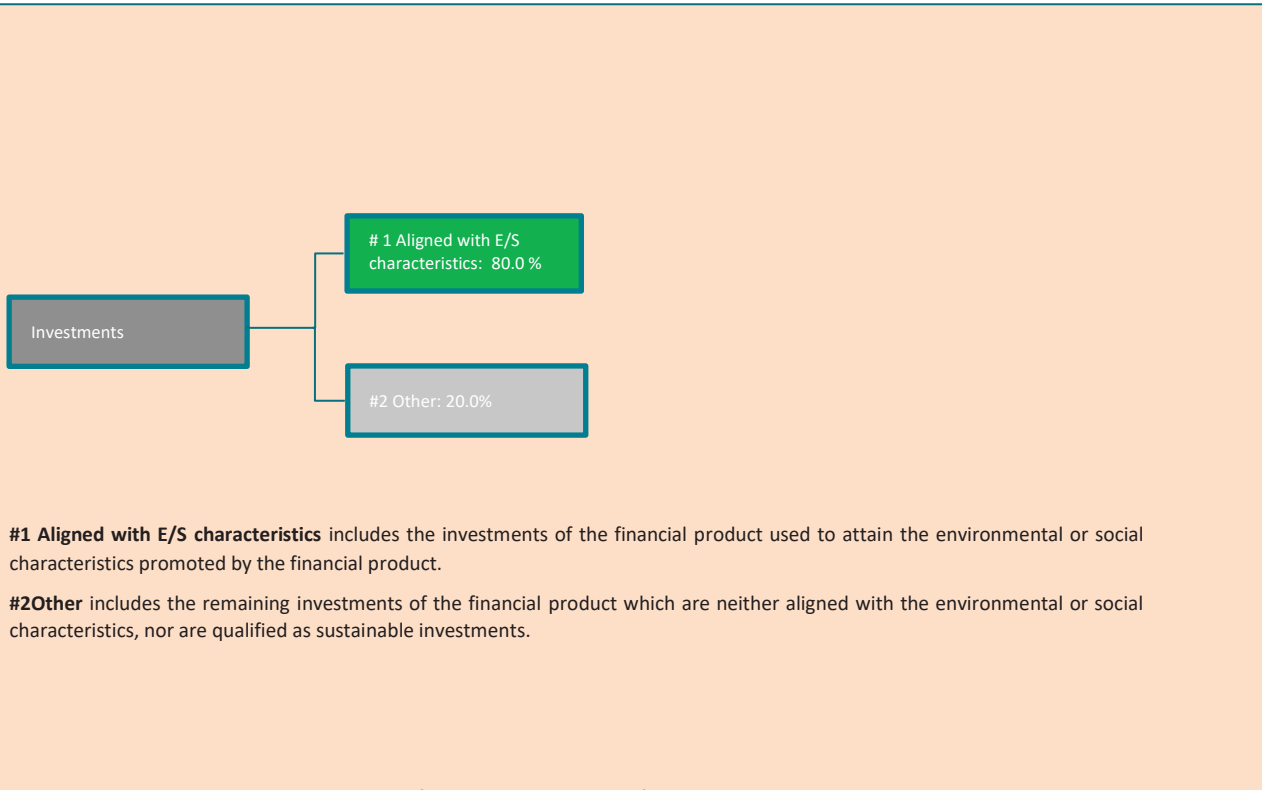 # 1 Aligned with E/S
characteristics:  80.0 %
Investments
#2 Other: 20.0%
#1 Aligned with E/S characteristics includes the investments of the financial product used to attain the environmental or social
characteristics promoted by the financial product.
#2Other includes the remaining investments of the financial product which are neither aligned with the environmental or social
characteristics, nor are qualified as sustainable investments.